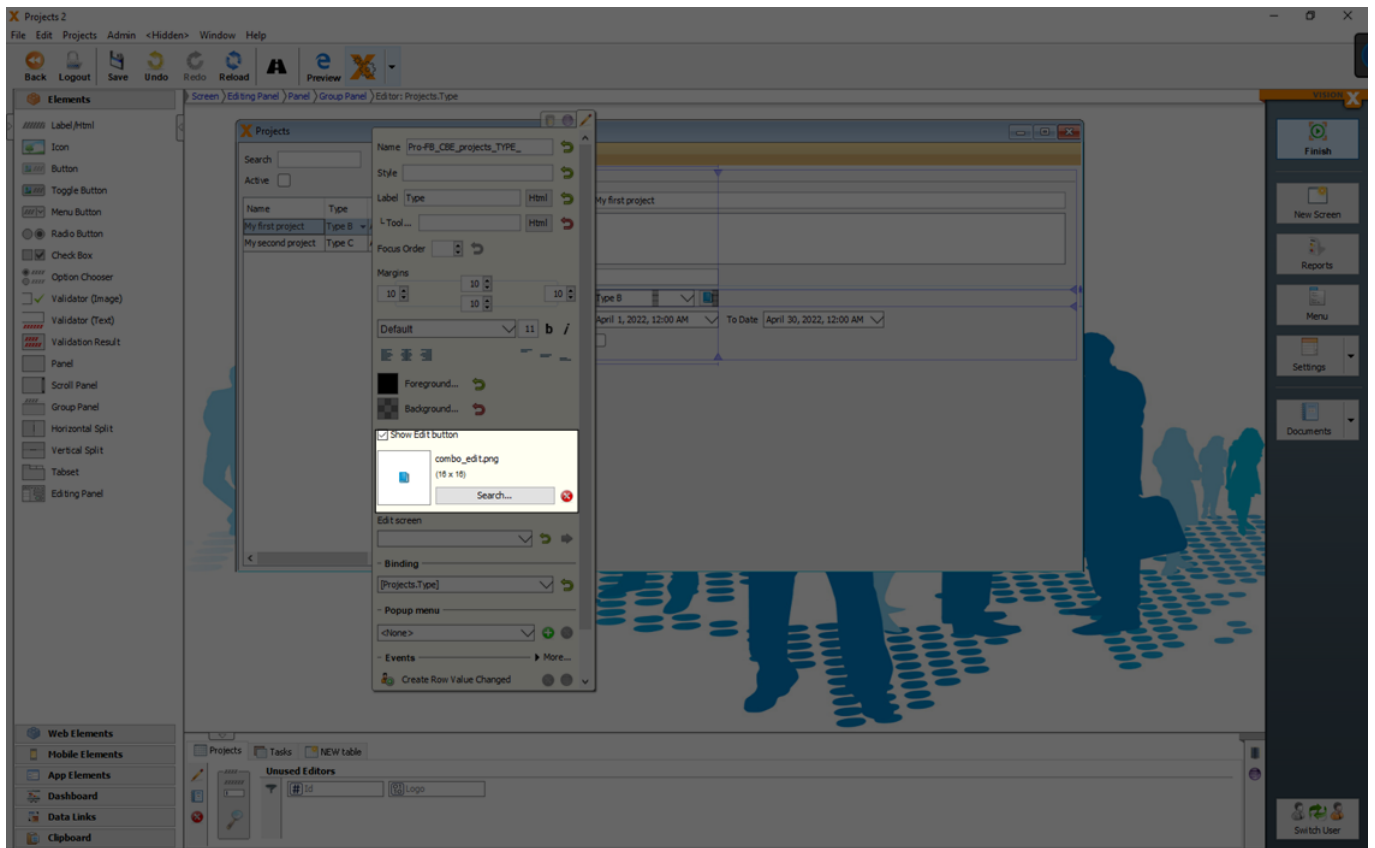 Projects 2
File Edit Projects Admin <Hidden> Window Help
Back Logout Save Undo Redo Reload Preview
Elements
Screen Editing Panel Panel Group Panel Editor: Projects.Type
VISION X
Label/Html
Icon
Button
Toggle Button
Menu Button
Radio Button
Check Box
Option Chooser
Validator (Image)
Validator (Text)
Validation Result
Panel
Scroll Panel
Group Panel
Horizontal Split
Vertical Split
Tabset
Editing Panel
Web Elements
Mobile Elements
App Elements
Dashboard
Data Links
Clipboard
Projects
Search
Active
Name Type
My first project Type B
My second project Type C
Name Pro-FB_CBE_projects_TYPE_
Style
Label Type Html
Tool... Html
Focus Order
Margins
10 10 10
10
Default 11 b i
Foreground...
Background...
Show Edit button
combo_edit.png
(16 x 16)
Search...
Edit screen
Binding
[Projects.Type]
Popup menu
<None>
Events More...
Create Row Value Changed
My first project
Type B
April 1, 2022, 12:00 AM To Date April 30, 2022, 12:00 AM
Finish
New Screen
Reports
Menu
Settings
Documents
Switch User
Projects Tasks NEW table
Unused Editors
# Id Logo